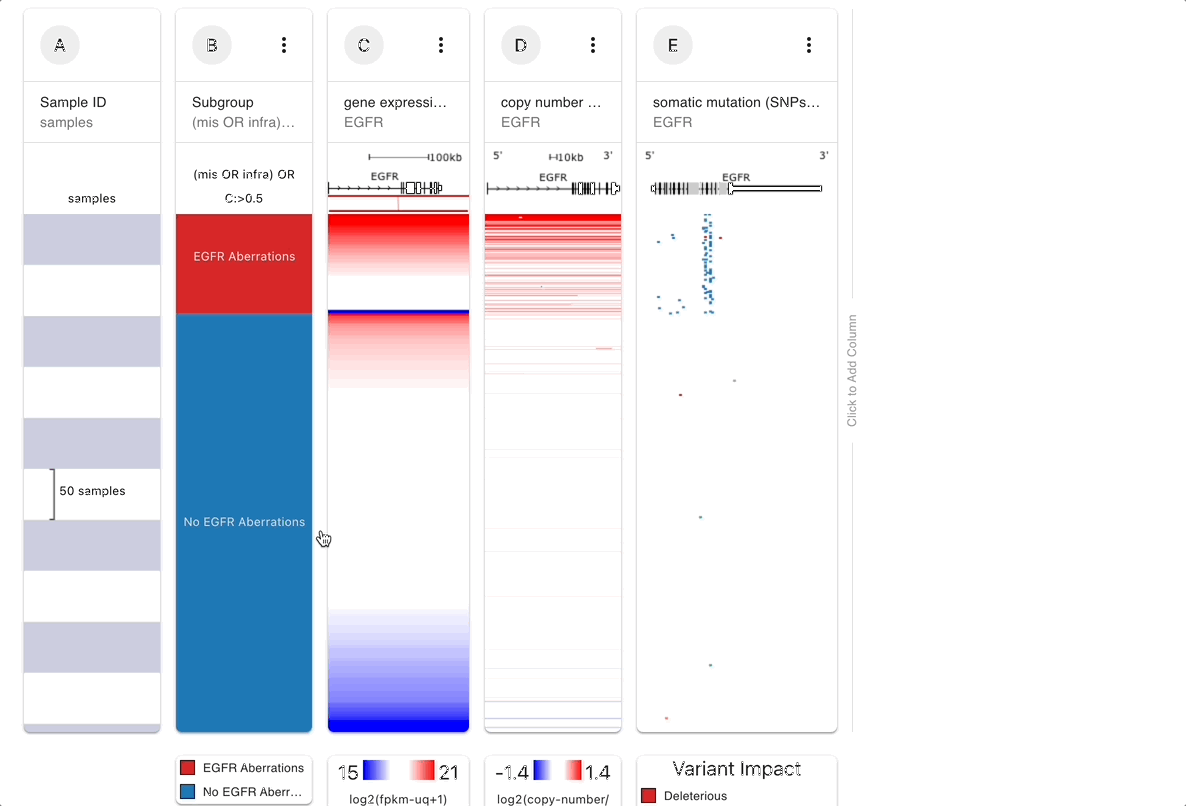 A
B
C
D
E
Sample ID
samples
Subgroup
(mis OR infra)…
gene expressi…
EGFR
copy number …
EGFR
somatic mutation (SNPs…
EGFR
samples
(mis OR infra) OR
C:>0.5
100kb
EGFR
5'
10kb
3'
EGFR
5'
3'
EGFR
EGFR Aberrations
50 samples
No EGFR Aberrations
Click to Add Column
EGFR Aberrations
No EGFR Aberr…
15
21
log2(fpkm-uq+1)
-1.4
1.4
log2(copy-number/
Variant Impact
Deleterious